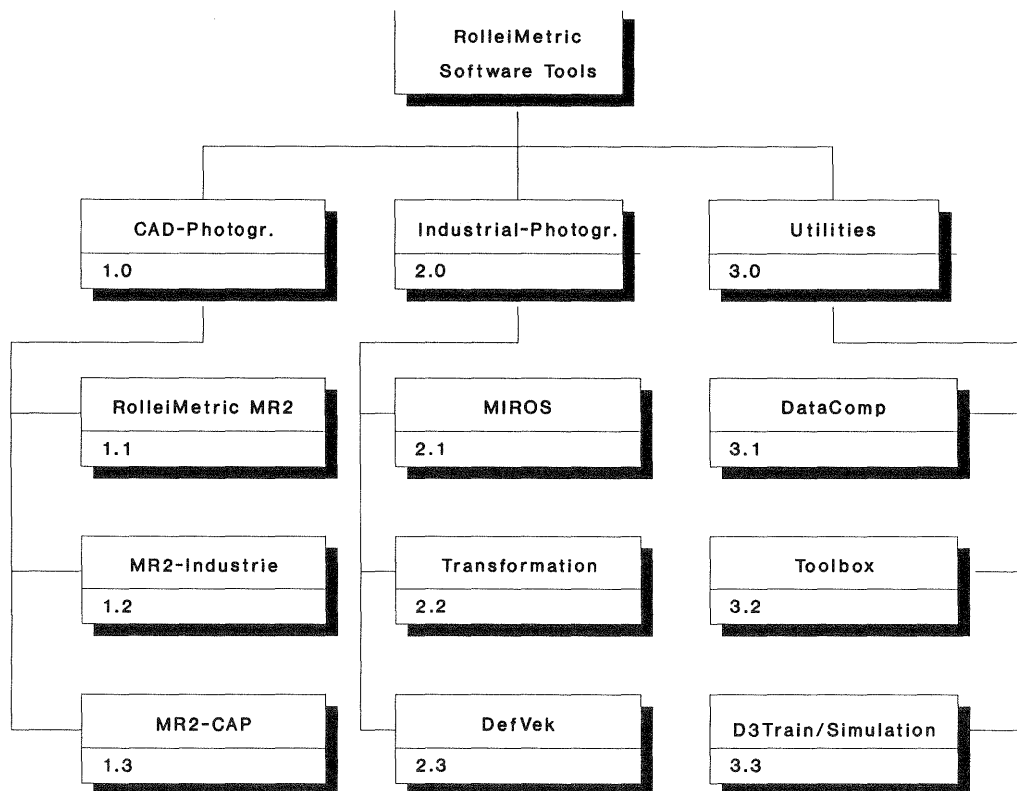 RolleiMetric
Software Tools
CAD-Photogr.
1.0
Industrial-Photogr.
2.0
Utilities
3.0
RolleiMetric MR2
1.1
MIROS
2.1
DataComp
3.1
MR2-Industrie
1.2
Transformation
2.2
Toolbox
3.2
MR2-CAP
1.3
DefVek
2.3
D3Train/Simulation
3.3